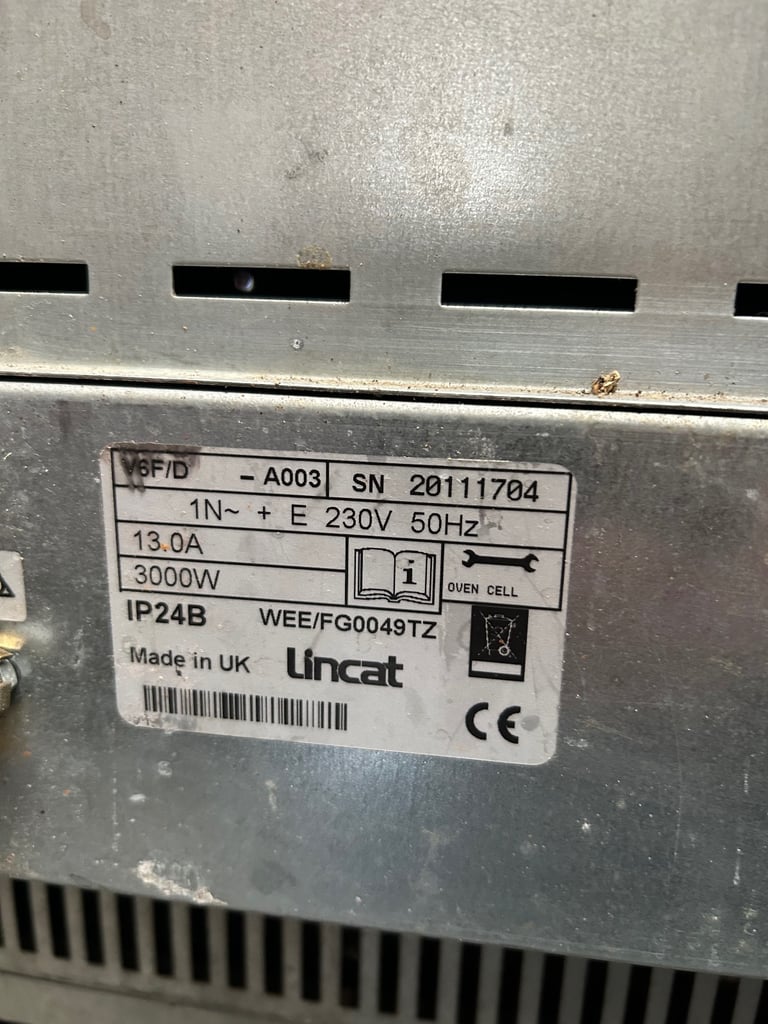 V6F/D - A003 SN 20111704
1N~ + E 230V 50Hz
13.0A
3000W
i
OVEN CELL
IP24B WEE/FG0049TZ
Made in UK Lincat
CE